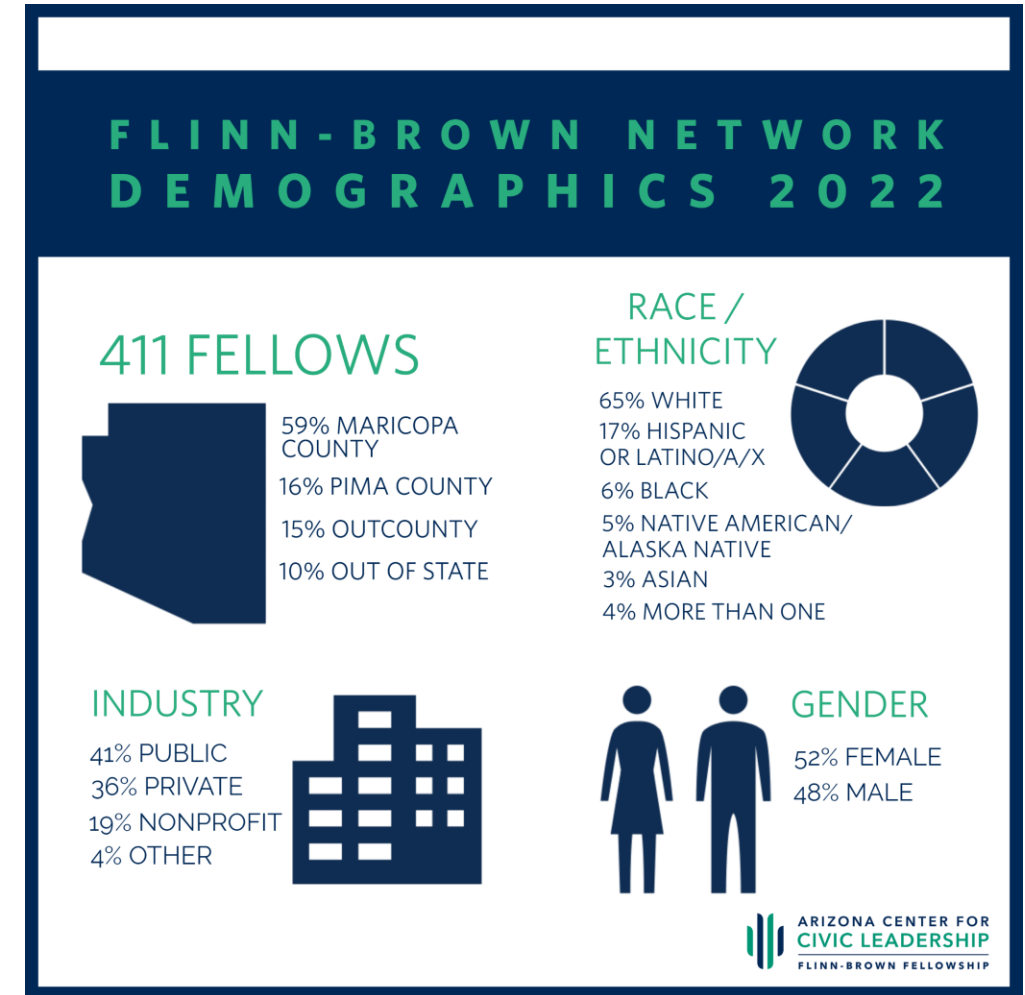 FLINN-BROWN NETWORK
DEMOGRAPHICS 2022
411 FELLOWS
59% MARICOPA
COUNTY
16% PIMA COUNTY
15% OUTCOUNTY
10% OUT OF STATE
RACE /
ETHNICITY
65% WHITE
17% HISPANIC
OR LATINO/A/X
6% BLACK
5% NATIVE AMERICAN/
ALASKA NATIVE
3% ASIAN
4% MORE THAN ONE
INDUSTRY
41% PUBLIC
36% PRIVATE
19% NONPROFIT
4% OTHER
GENDER
52% FEMALE
48% MALE
ARIZONA CENTER FOR
CIVIC LEADERSHIP
FLINN-BROWN FELLOWSHIP